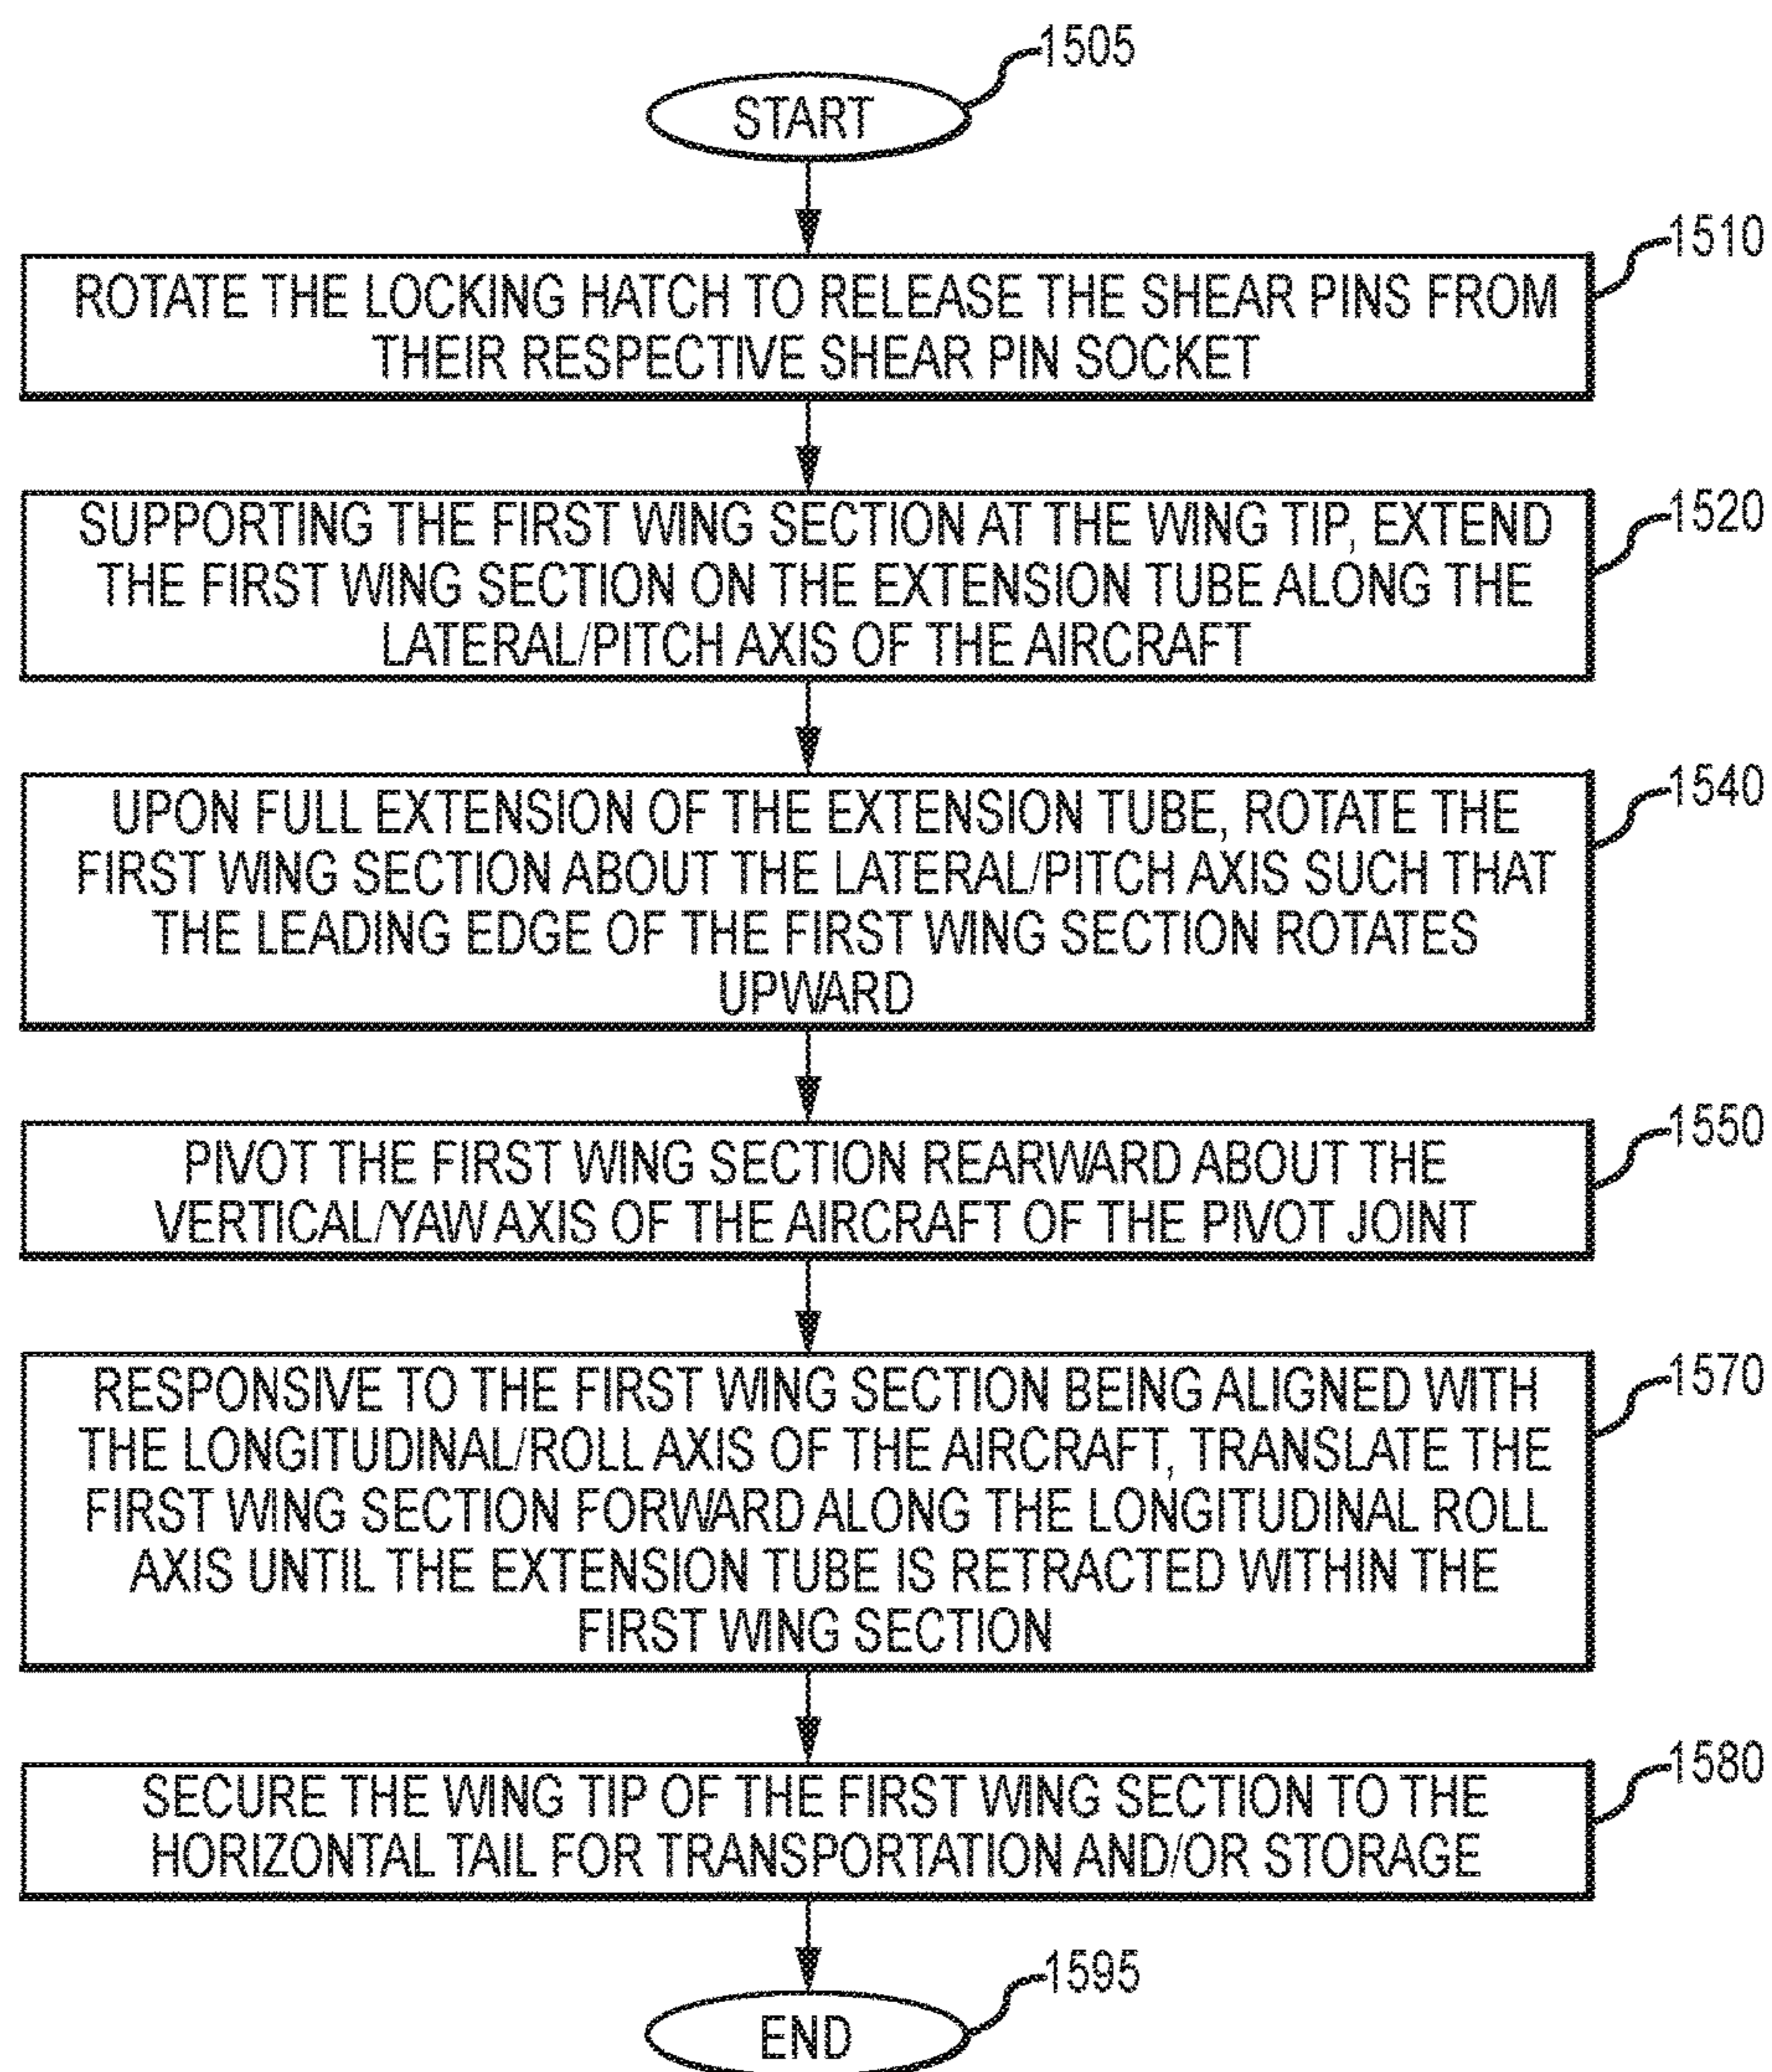 1505
START
1510
ROTATE THE LOCKING HATCH TO RELEASE THE SHEAR PINS FROM
THEIR RESPECTIVE SHEAR PIN SOCKET
1520
SUPPORTING THE FIRST WING SECTION AT THE WING TIP, EXTEND
THE FIRST WING SECTION ON THE EXTENSION TUBE ALONG THE
LATERAL/PITCH AXIS OF THE AIRCRAFT
1540
UPON FULL EXTENSION OF THE EXTENSION TUBE, ROTATE THE
FIRST WING SECTION ABOUT THE LATERAL/PITCH AXIS SUCH THAT
THE LEADING EDGE OF THE FIRST WING SECTION ROTATES
UPWARD
1550
PIVOT THE FIRST WING SECTION REARWARD ABOUT THE
VERTICAL/YAW AXIS OF THE AIRCRAFT OF THE PIVOT JOINT
1570
RESPONSIVE TO THE FIRST WING SECTION BEING ALIGNED WITH
THE LONGITUDINAL/ROLL AXIS OF THE AIRCRAFT, TRANSLATE THE
FIRST WING SECTION FORWARD ALONG THE LONGITUDINAL ROLL
AXIS UNTIL THE EXTENSION TUBE IS RETRACTED WITHIN THE
FIRST WING SECTION
1580
SECURE THE WING TIP OF THE FIRST WING SECTION TO THE
HORIZONTAL TAIL FOR TRANSPORTATION AND/OR STORAGE
1595
END